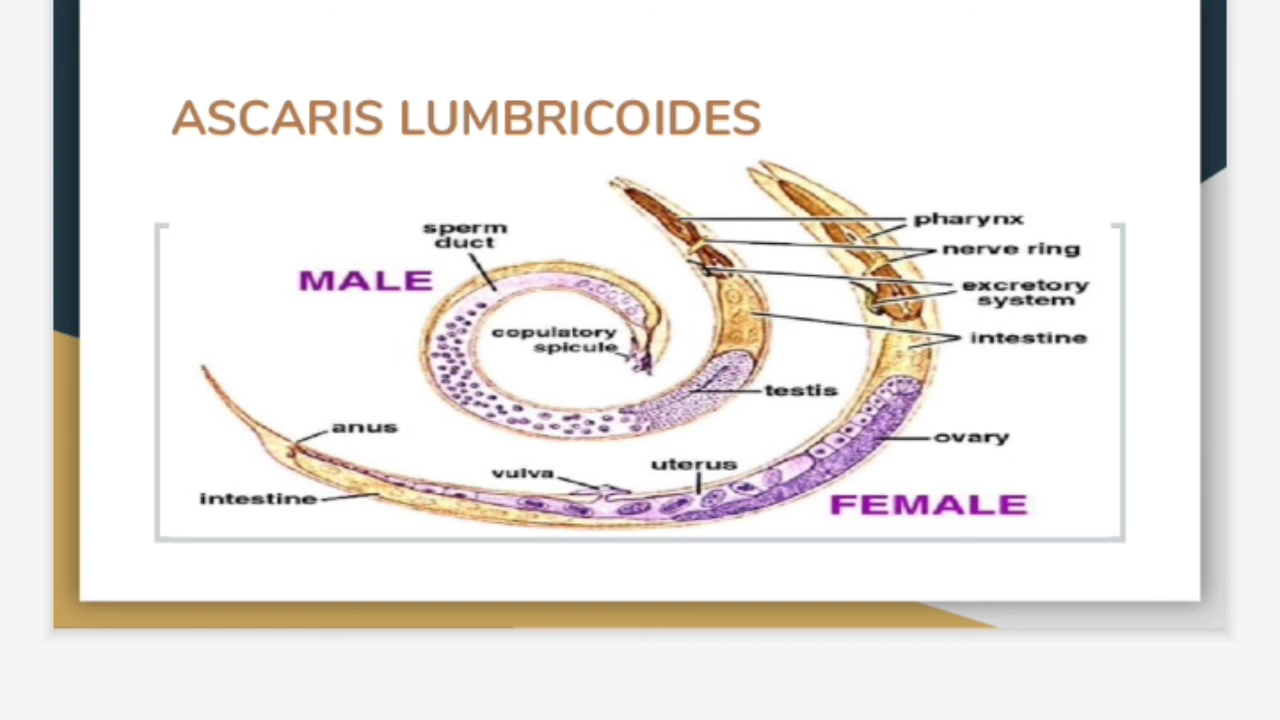 ASCARIS LUMBRICOIDES
sperm
duct
MALE
pharynx
nerve ring
excretory
system
copulatory
spicule
intestine
testis
anus
ovary
vulva
uterus
intestine
FEMALE